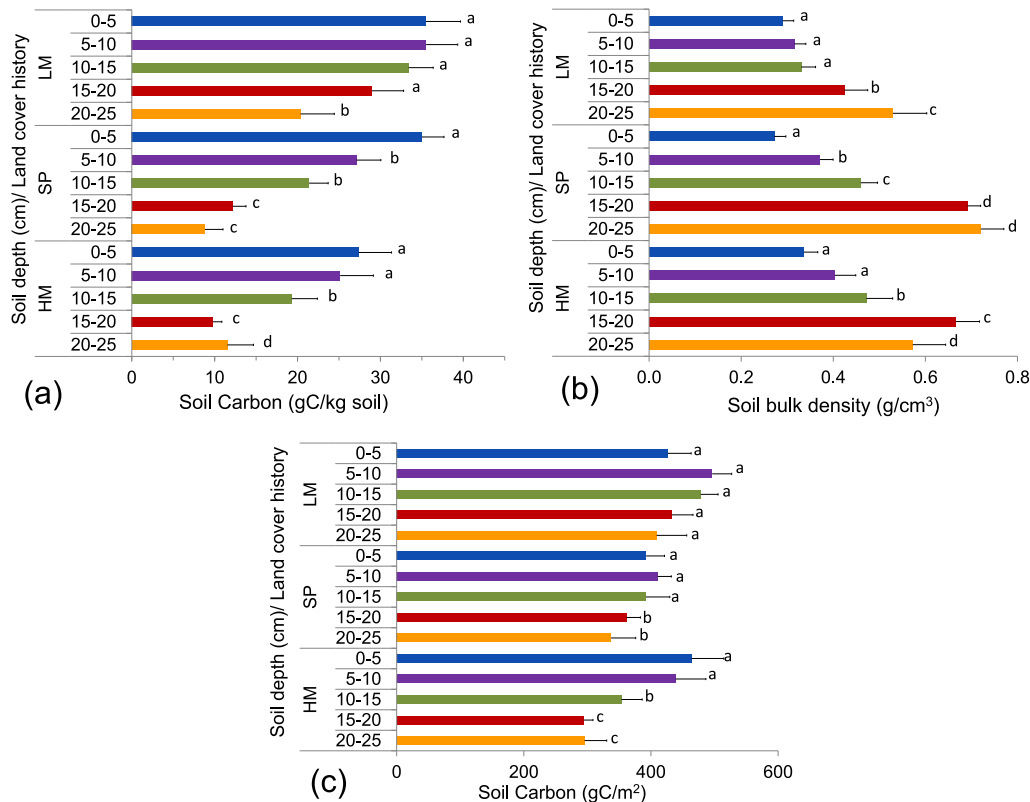 Soil depth (cm)/ Land cover history
LM
0-5 a
5-10 a
10-15 a
15-20 a
20-25 b
SP
0-5 a
5-10 b
10-15 b
15-20 c
20-25 c
HM
0-5 a
5-10 a
10-15 b
15-20 c
20-25 d
0 10 20 30 40
(a) Soil Carbon (gC/kg soil)
Soil depth (cm)/ Land cover history
LM
0-5 a
5-10 a
10-15 a
15-20 b
20-25 c
SP
0-5 a
5-10 b
10-15 c
15-20 d
20-25 d
HM
0-5 a
5-10 a
10-15 b
15-20 c
20-25 d
0.0 0.2 0.4 0.6 0.8
(b) Soil bulk density (g/cm³)
Soil depth (cm)/ Land cover history
LM
0-5 a
5-10 a
10-15 a
15-20 a
20-25 a
SP
0-5 a
5-10 a
10-15 a
15-20 b
20-25 b
HM
0-5 a
5-10 a
10-15 b
15-20 c
20-25 c
0 200 400 600
(c) Soil Carbon (gC/m²)